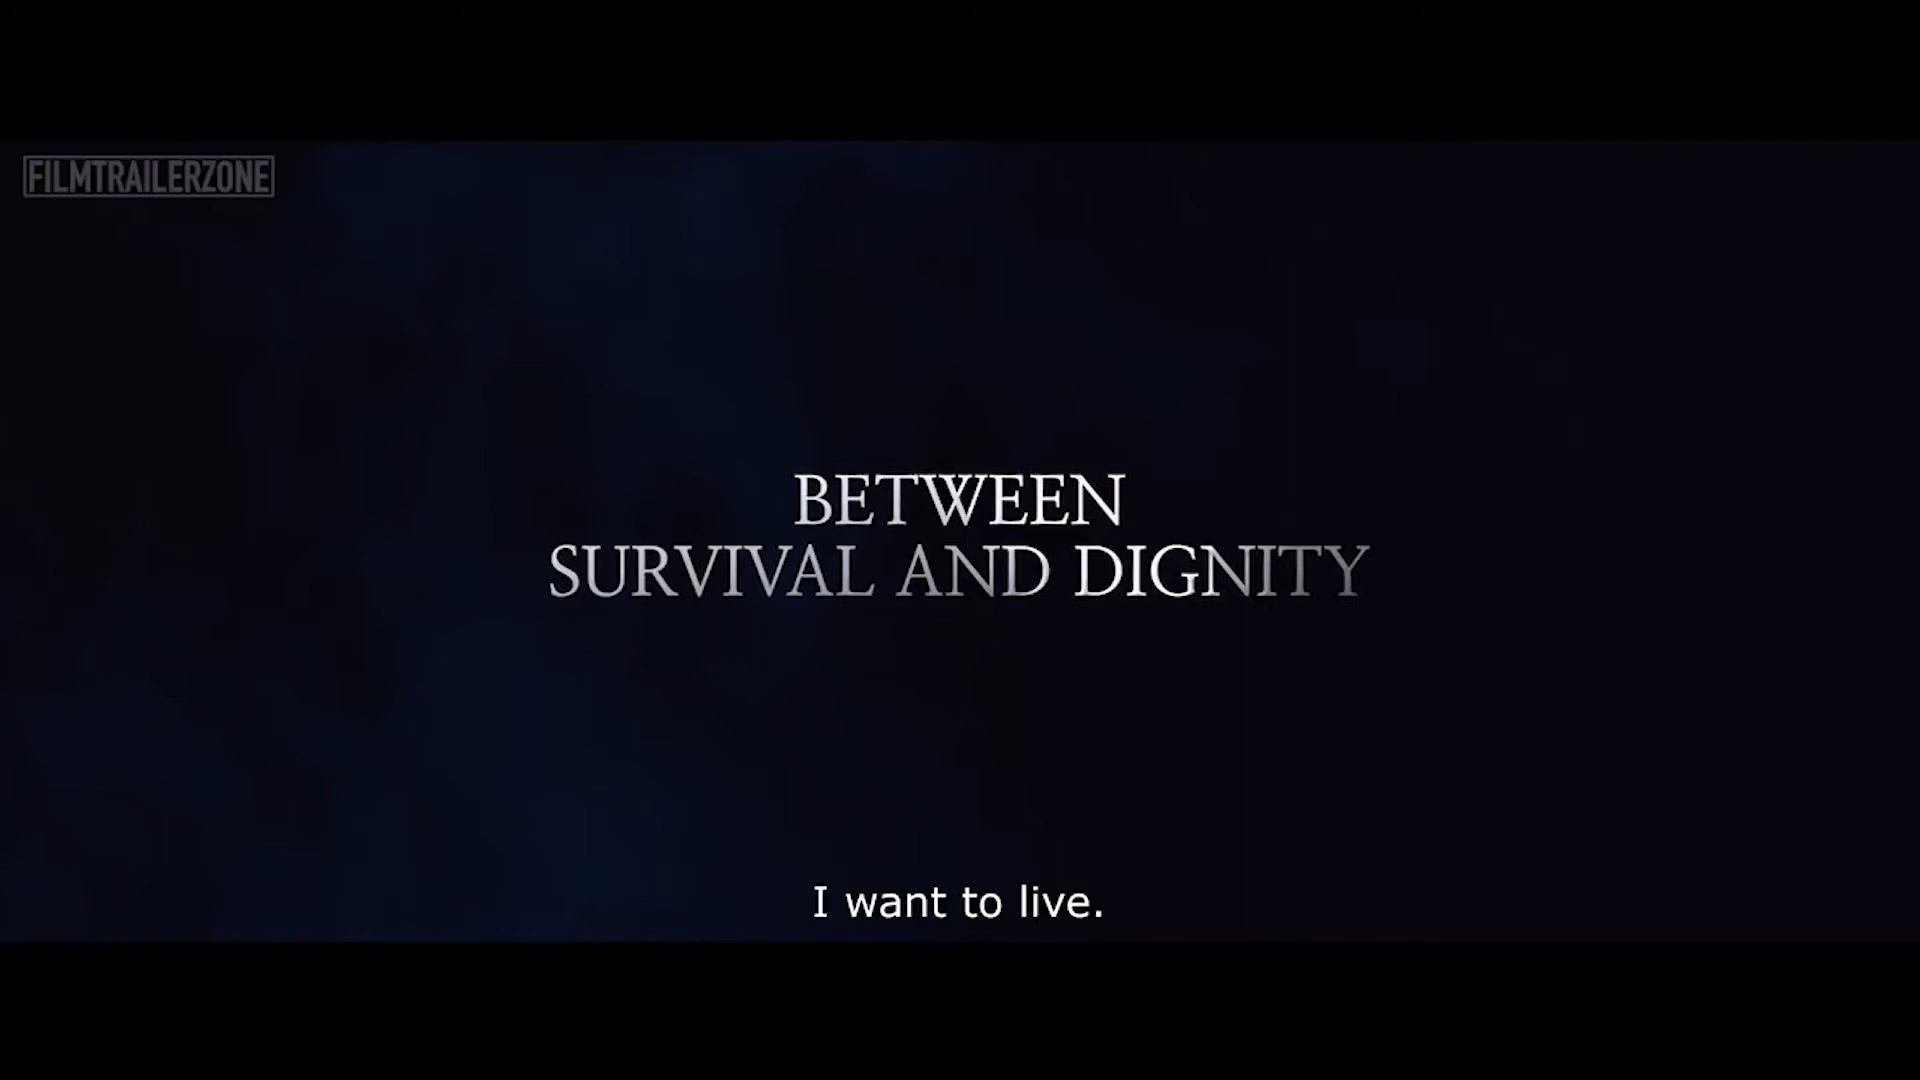 FILMTRAILERZONE
BETWEEN
SURVIVAL AND DIGNITY
I want to live.